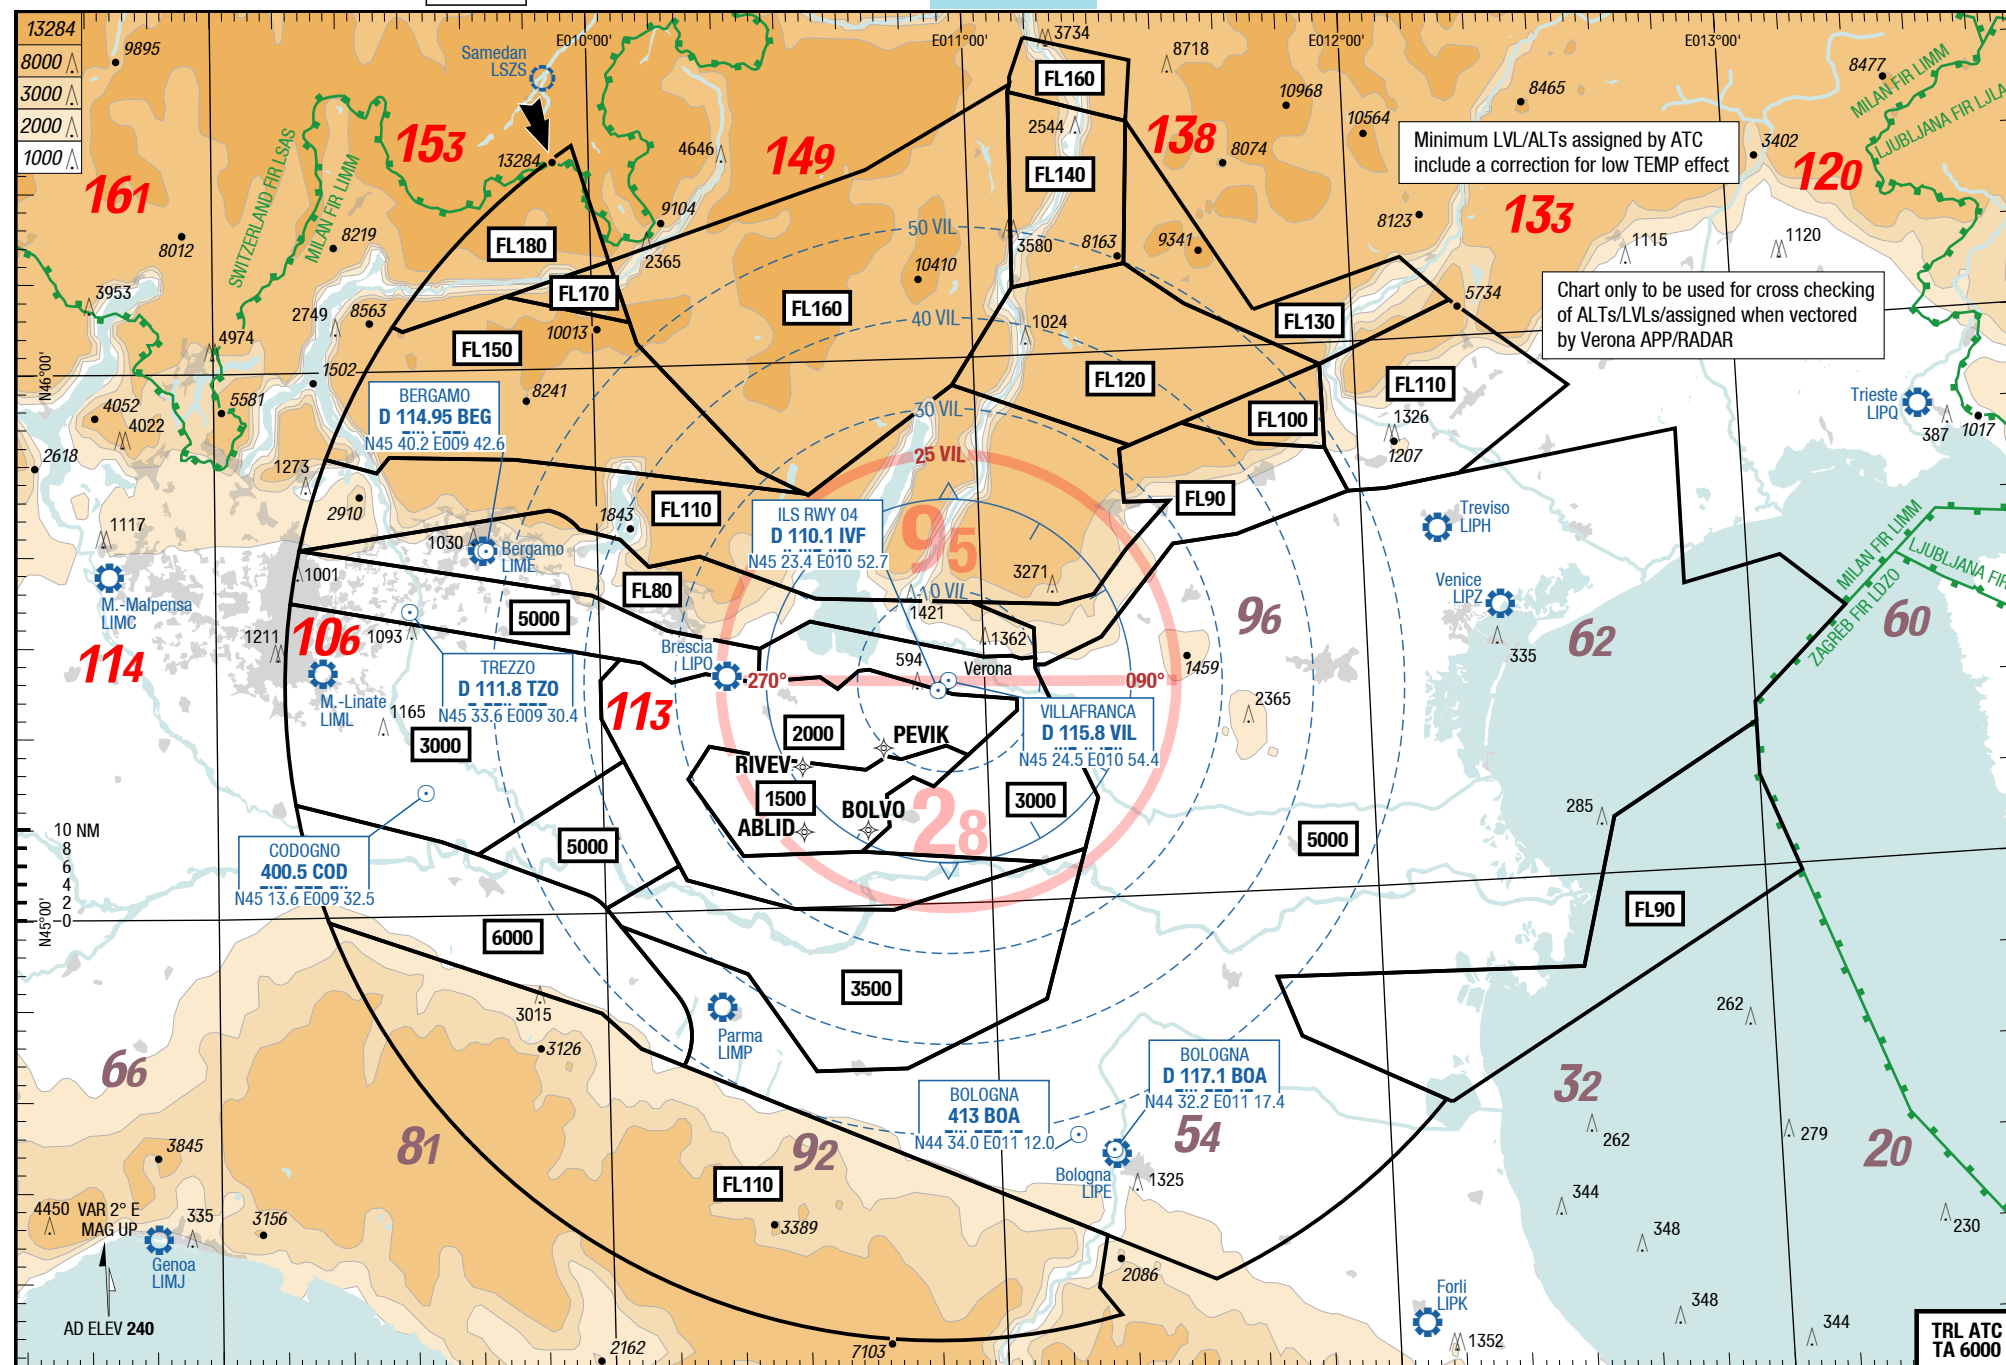 13284
8000
3000
2000
1000
9895
Samedan
LSZS
E010°00'
E011°00'
3734
8718
E012°00'
E013°00'
8477
MILAN FIR LIMM
LJUBLJANA FIR LJLA
FL160
10968
8465
10564
153
149
138
2544
8074
4646
13284
Minimum LVL/ALTs assigned by ATC
include a correction for low TEMP effect
3402
120
161
SWITZERLAND FIR LSAS
MILAN FIR LIMM
FL140
133
8012
8219
FL180
9104
2365
50 VIL
3580
8163
9341
8123
1115
1120
3953
2749
8563
FL170
10013
10410
FL160
Chart only to be used for cross checking
of ALTs/LVLs/assigned when vectored
by Verona APP/RADAR
5734
4974
FL150
40 VIL
1024
FL130
N46°00'
1502
BERGAMO
D 114.95 BEG
N45 40.2 E009 42.6
8241
FL120
FL110
4052
4022
5581
30 VIL
FL100
1326
1207
Trieste
LIPQ
387
1017
2618
1273
25 VIL
2910
1843
FL110
ILS RWY 04
D 110.1 IVF
N45 23.4 E010 52.7
95
FL90
Treviso
LIPH
MILAN FIR LIMM
ZAGREB FIR LDZO
LJUBLJANA FIR
1117
1030
Bergamo
LIME
1001
M.-Malpensa
LIMC
3271
Venice
LIPZ
FL80
10 VIL
1421
5000
1093
106
1211
114
96
62
60
1362
594
Verona
Brescia
LIPO
270°
090°
1459
335
TREZZO
D 111.8 TZO
N45 33.6 E009 30.4
M.-Linate
LIML
1165
3000
113
2000
PEVIK
RIVEV
VILLAFRANCA
D 115.8 VIL
N45 24.5 E010 54.4
2365
1500
BOLVO
ABLID
28
3000
285
10 NM
8
6
4
2
0
N45°00'
5000
5000
CODOGNO
400.5 COD
N45 13.6 E009 32.5
FL90
6000
3500
3015
262
3126
Parma
LIMP
66
BOLOGNA
D 117.1 BOA
N44 32.2 E011 17.4
BOLOGNA
413 BOA
N44 34.0 E011 12.0
32
81
92
54
262
279
20
3845
Bologna
LIPE
1325
FL110
344
4450
VAR 2° E
MAG UP
335
3156
3389
348
230
Genoa
LIMJ
2086
Forli
LIPK
348
344
AD ELEV 240
2162
7103
1352
TRL ATC
TA 6000